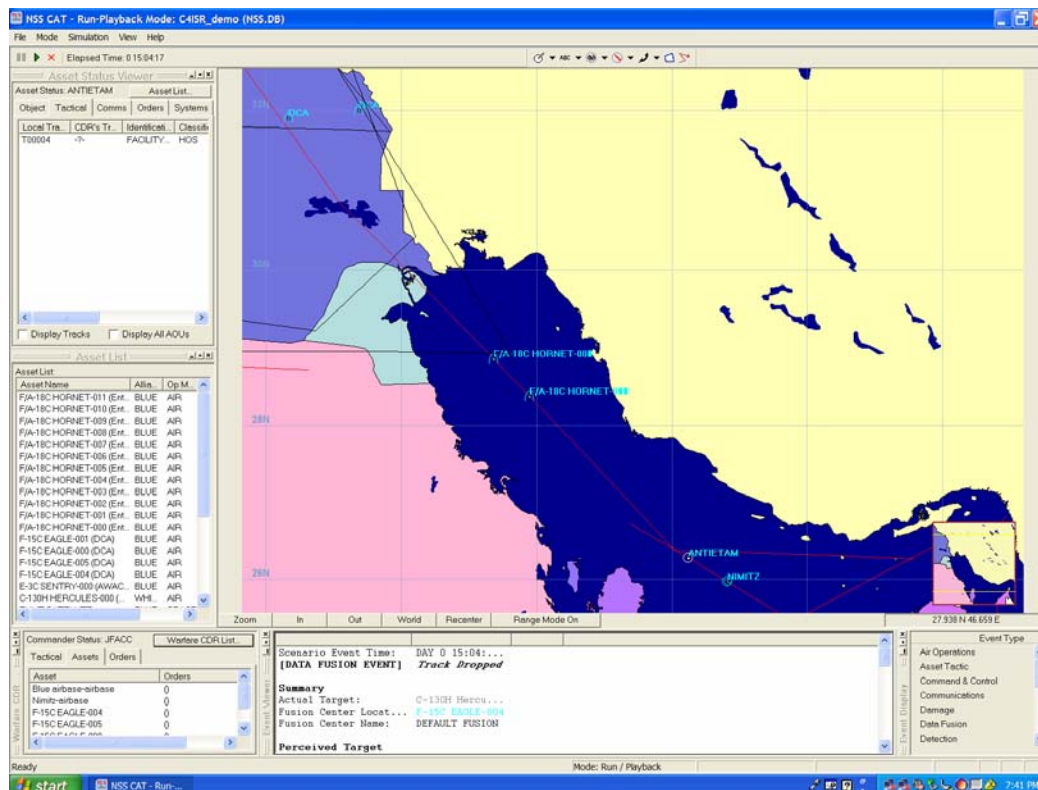 NSS CAT - Run-Playback Mode: C4ISR_demo (NSS.DB)
File Mode Simulation View Help
Elapsed Time: 0 15:04:17
ABC
Asset Status Viewer
Asset Status: ANTIETAM Asset List...
Object Tactical Comms Orders Systems
Local Tra... CDR's Tr... Identificati... Classifi
T00004 -?- FACILITY... HOS
Display Tracks Display All AOUs
Asset List
Asset List
Asset Name Allia... Op M...
F/A-18C HORNET-011 (Ent... BLUE AIR
F/A-18C HORNET-010 (Ent... BLUE AIR
F/A-18C HORNET-009 (Ent... BLUE AIR
F/A-18C HORNET-008 (Ent... BLUE AIR
F/A-18C HORNET-007 (Ent... BLUE AIR
F/A-18C HORNET-006 (Ent... BLUE AIR
F/A-18C HORNET-005 (Ent... BLUE AIR
F/A-18C HORNET-004 (Ent... BLUE AIR
F/A-18C HORNET-003 (Ent... BLUE AIR
F/A-18C HORNET-002 (Ent... BLUE AIR
F/A-18C HORNET-001 (Ent... BLUE AIR
F/A-18C HORNET-000 (Ent... BLUE AIR
F-15C EAGLE-001 (DCA) BLUE AIR
F-15C EAGLE-000 (DCA) BLUE AIR
F-15C EAGLE-005 (DCA) BLUE AIR
F-15C EAGLE-004 (DCA) BLUE AIR
E-3C SENTRY-000 (AWAC... BLUE AIR
C-130H HERCULES-000 (... WHI... AIR
DCA
30N
F/A-18C HORNET-008
F/A-18C HORNET
28N
ANTIETAM
26N
NIMITZ
Zoom In Out World Recenter Range Mode On 27.938 N 46.659 E
Commander Status: JFACC Warfare CDR List...
Tactical Assets Orders
Asset Orders
Blue airbase-airbase ()
Nimitz-airbase ()
F-15C EAGLE-004 ()
F-15C EAGLE-005 ()
Warfare CDR
Event Viewer
Scenario Event Time: DAY 0 15:04:...
[DATA FUSION EVENT] Track Dropped
Summary
Actual Target: C-130H Hercu...
Fusion Center Locat... F-15C EAGLE-004
Fusion Center Name: DEFAULT FUSION
Perceived Target
Event Display
Event Type
Air Operations
Asset Tactic
Command & Control
Communications
Damage
Data Fusion
Detection
Ready Mode: Run / Playback
start NSS CAT - Run-... 7:41 PM